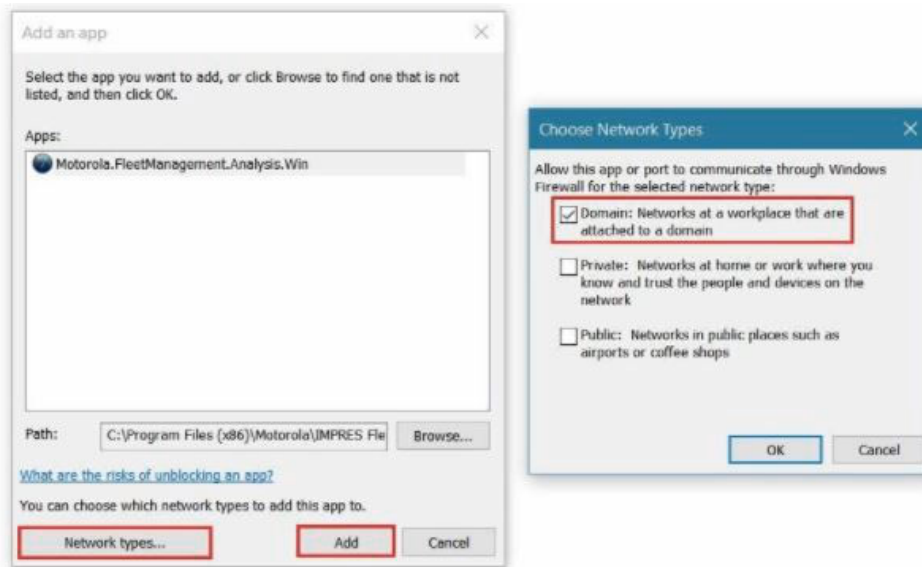 Add an app
Select the app you want to add, or click Browse to find one that is not
listed, and then click OK.
Apps:
Motorola.FleetManagement.Analysis.Win
Path:
C:\Program Files (x86)\Motorola\IMPRES Fle
Browse...
What are the risks of unblocking an app?
You can choose which network types to add this app to.
Network types...
Add
Cancel
Choose Network Types
Allow this app or port to communicate through Windows
Firewall for the selected network type:
Domain: Networks at a workplace that are
attached to a domain
Private: Networks at home or work where you
know and trust the people and devices on the
network
Public: Networks in public places such as
airports or coffee shops
OK
Cancel